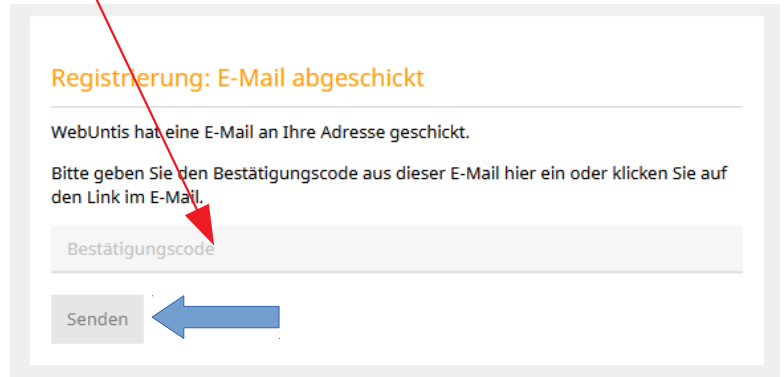 Registrierung: E-Mail abgeschickt
WebUntis hat eine E-Mail an Ihre Adresse geschickt.
Bitte geben Sie den Bestätigungscode aus dieser E-Mail hier ein oder klicken Sie auf
den Link im E-Mail.
Bestätigungscode
Senden